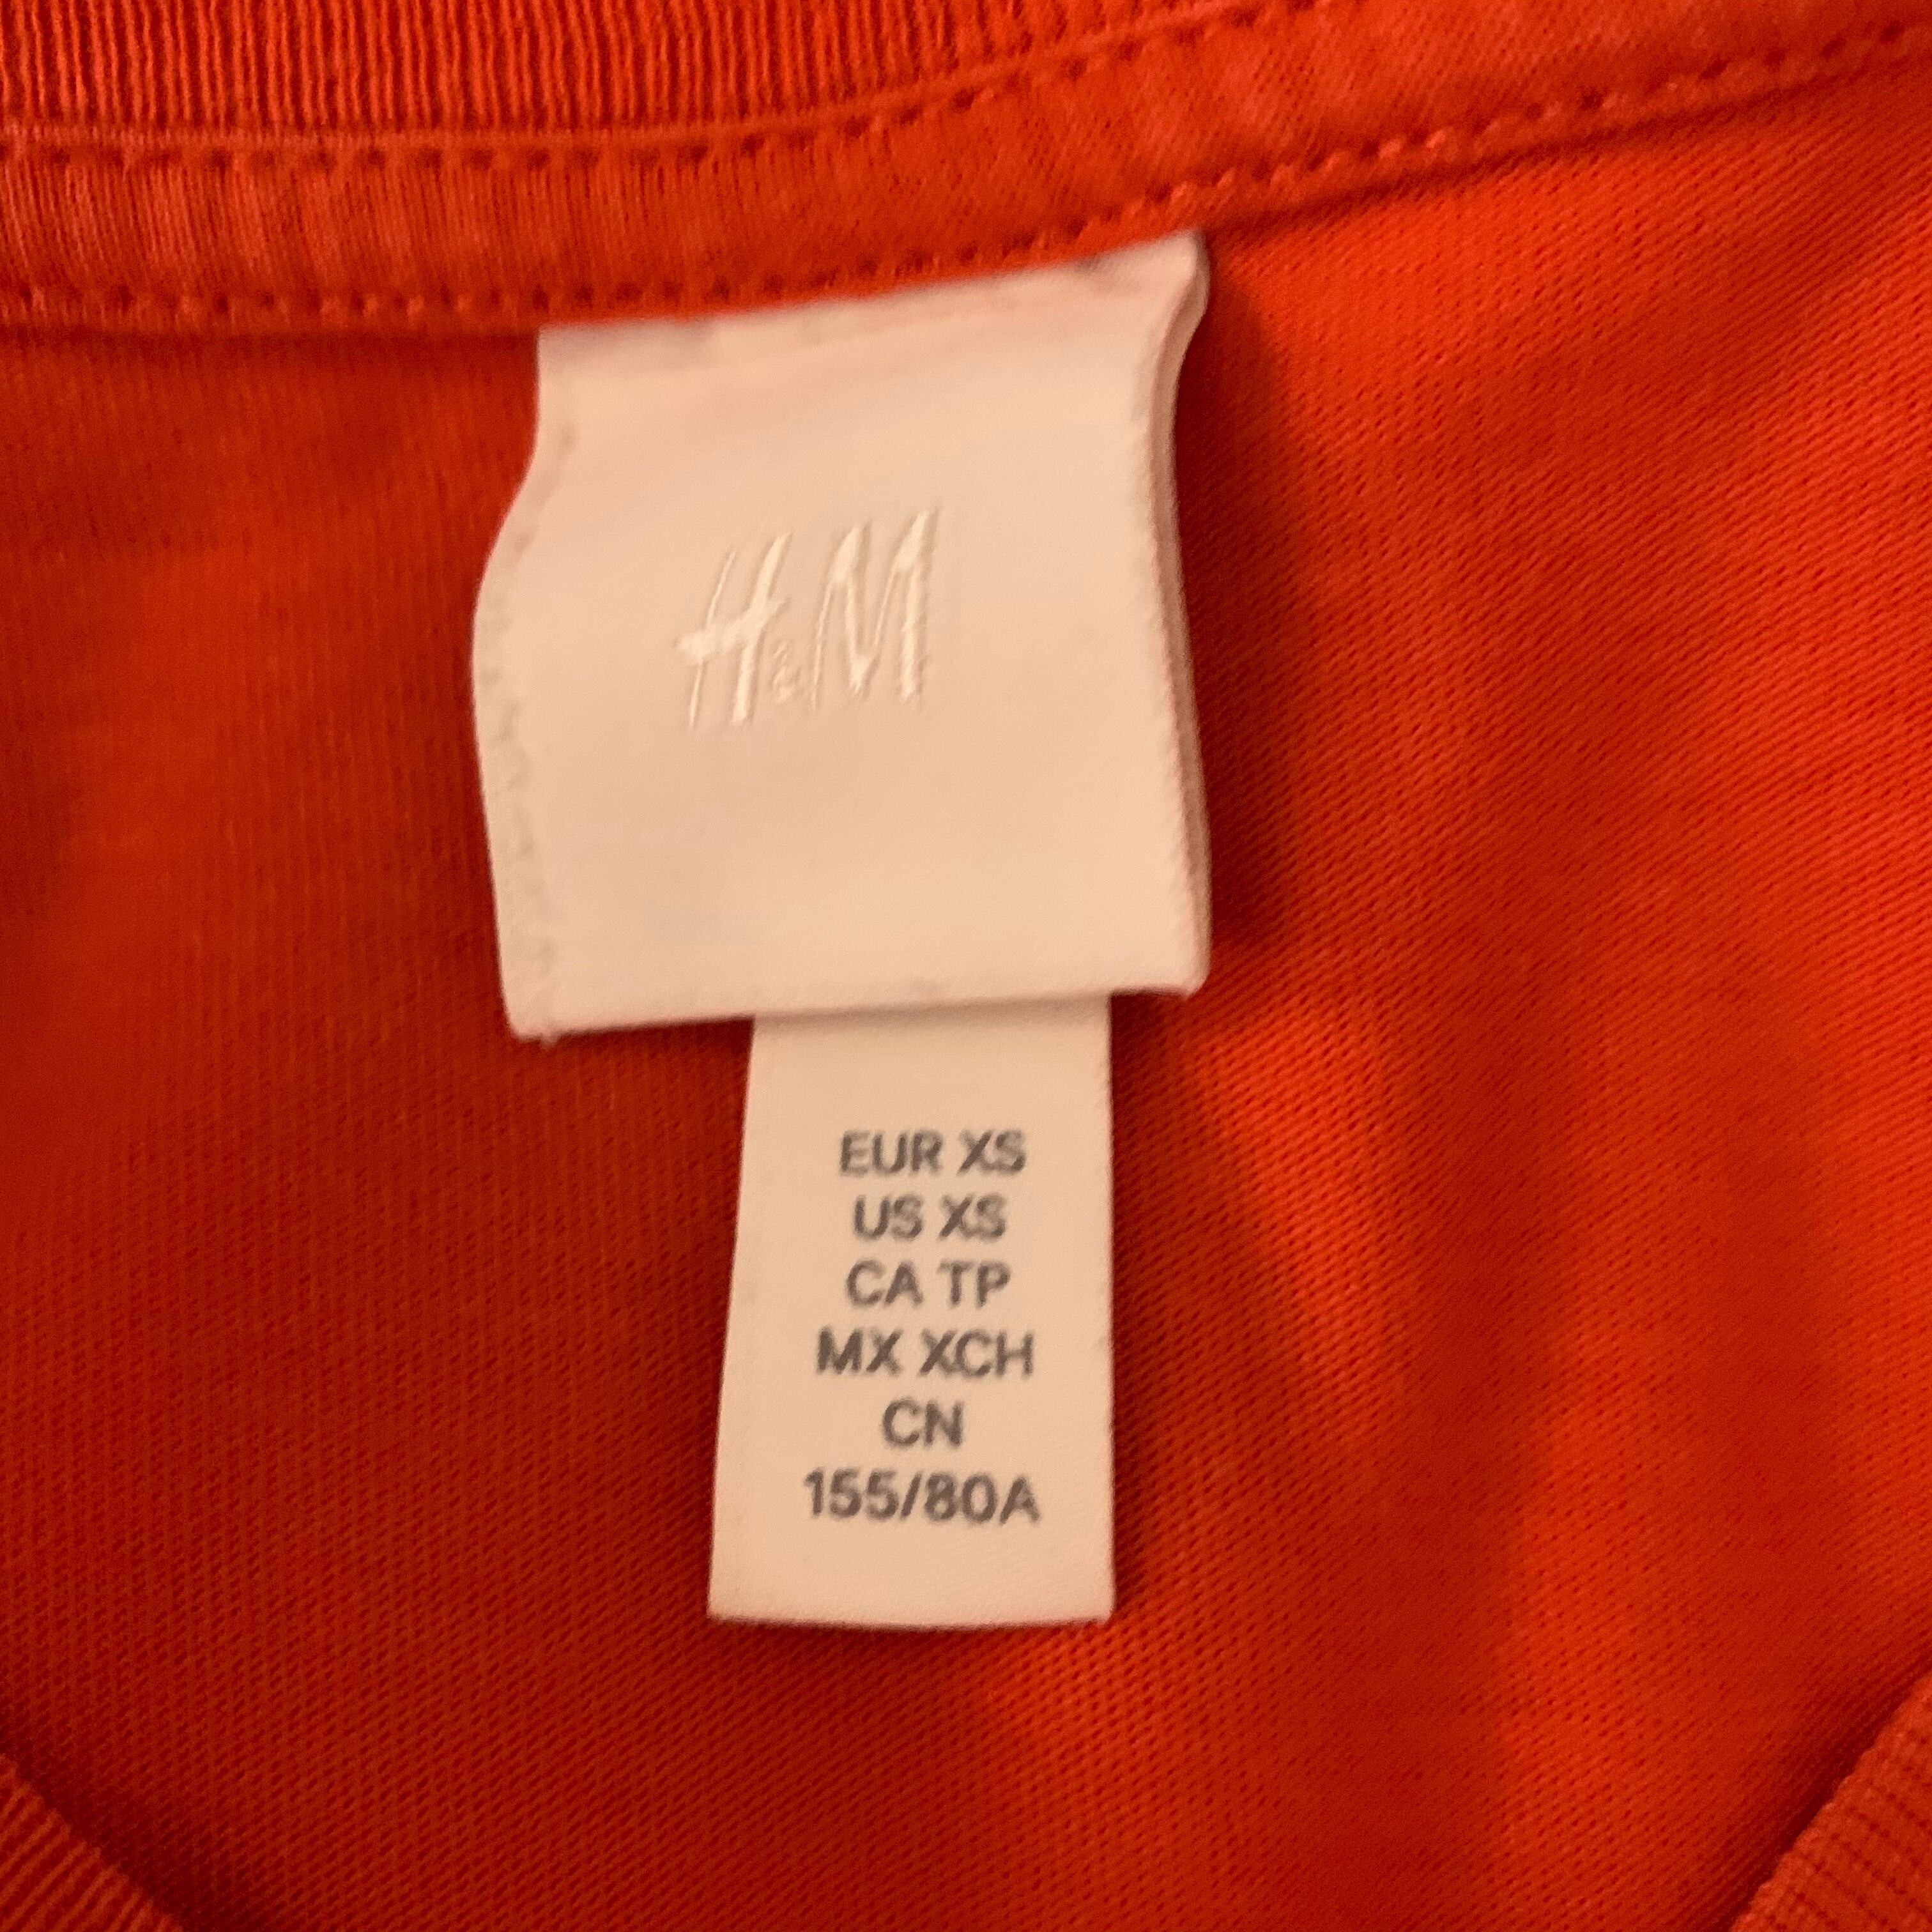 H&M
EUR XS
US XS
CA TP
MX XCH
CN
155/80A